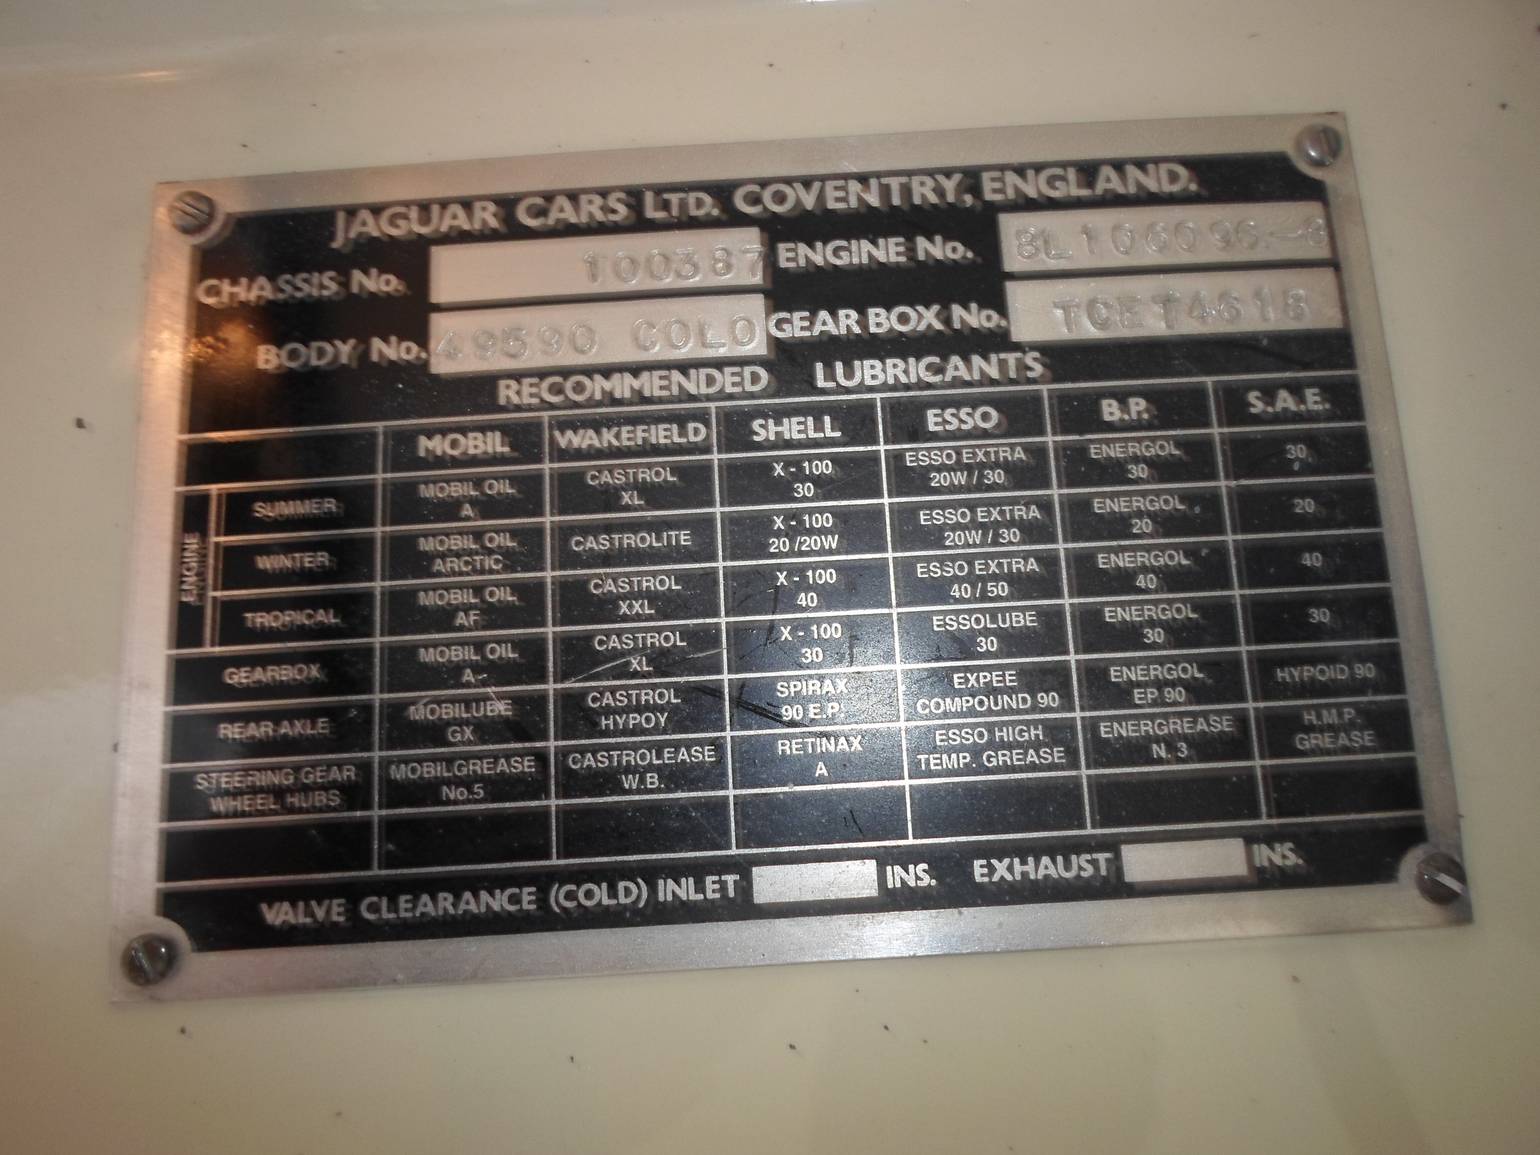 JAGUAR CARS LTD. COVENTRY, ENGLAND.
CHASSIS No. 100387 ENGINE No. 8L106096-8
BODY No. 49590 COLO GEAR BOX No. TCET4618
RECOMMENDED LUBRICANTS
MOBIL WAKEFIELD SHELL ESSO B.P. S.A.E.
ENGINE
SUMMER MOBIL OIL A CASTROL XL X - 100 30 ESSO EXTRA 20W / 30 ENERGOL 30 30
WINTER MOBIL OIL ARCTIC CASTROLITE X - 100 20 /20W ESSO EXTRA 20W / 30 ENERGOL 20 20
TROPICAL MOBIL OIL AF CASTROL XXL X - 100 40 ESSO EXTRA 40 / 50 ENERGOL 40 40
GEARBOX MOBIL OIL A CASTROL XL X - 100 30 ESSOLUBE 30 ENERGOL 30 30
REAR AXLE MOBILUBE GX CASTROL HYPOY SPIRAX 90 E.P. EXPEE COMPOUND 90 ENERGOL EP 90 HYPOID 90
STEERING GEAR WHEEL HUBS MOBILGREASE No.5 CASTROLEASE W.B. RETINAX A ESSO HIGH TEMP. GREASE ENERGREASE N. 3 H.M.P. GREASE
VALVE CLEARANCE (COLD) INLET INS. EXHAUST INS.